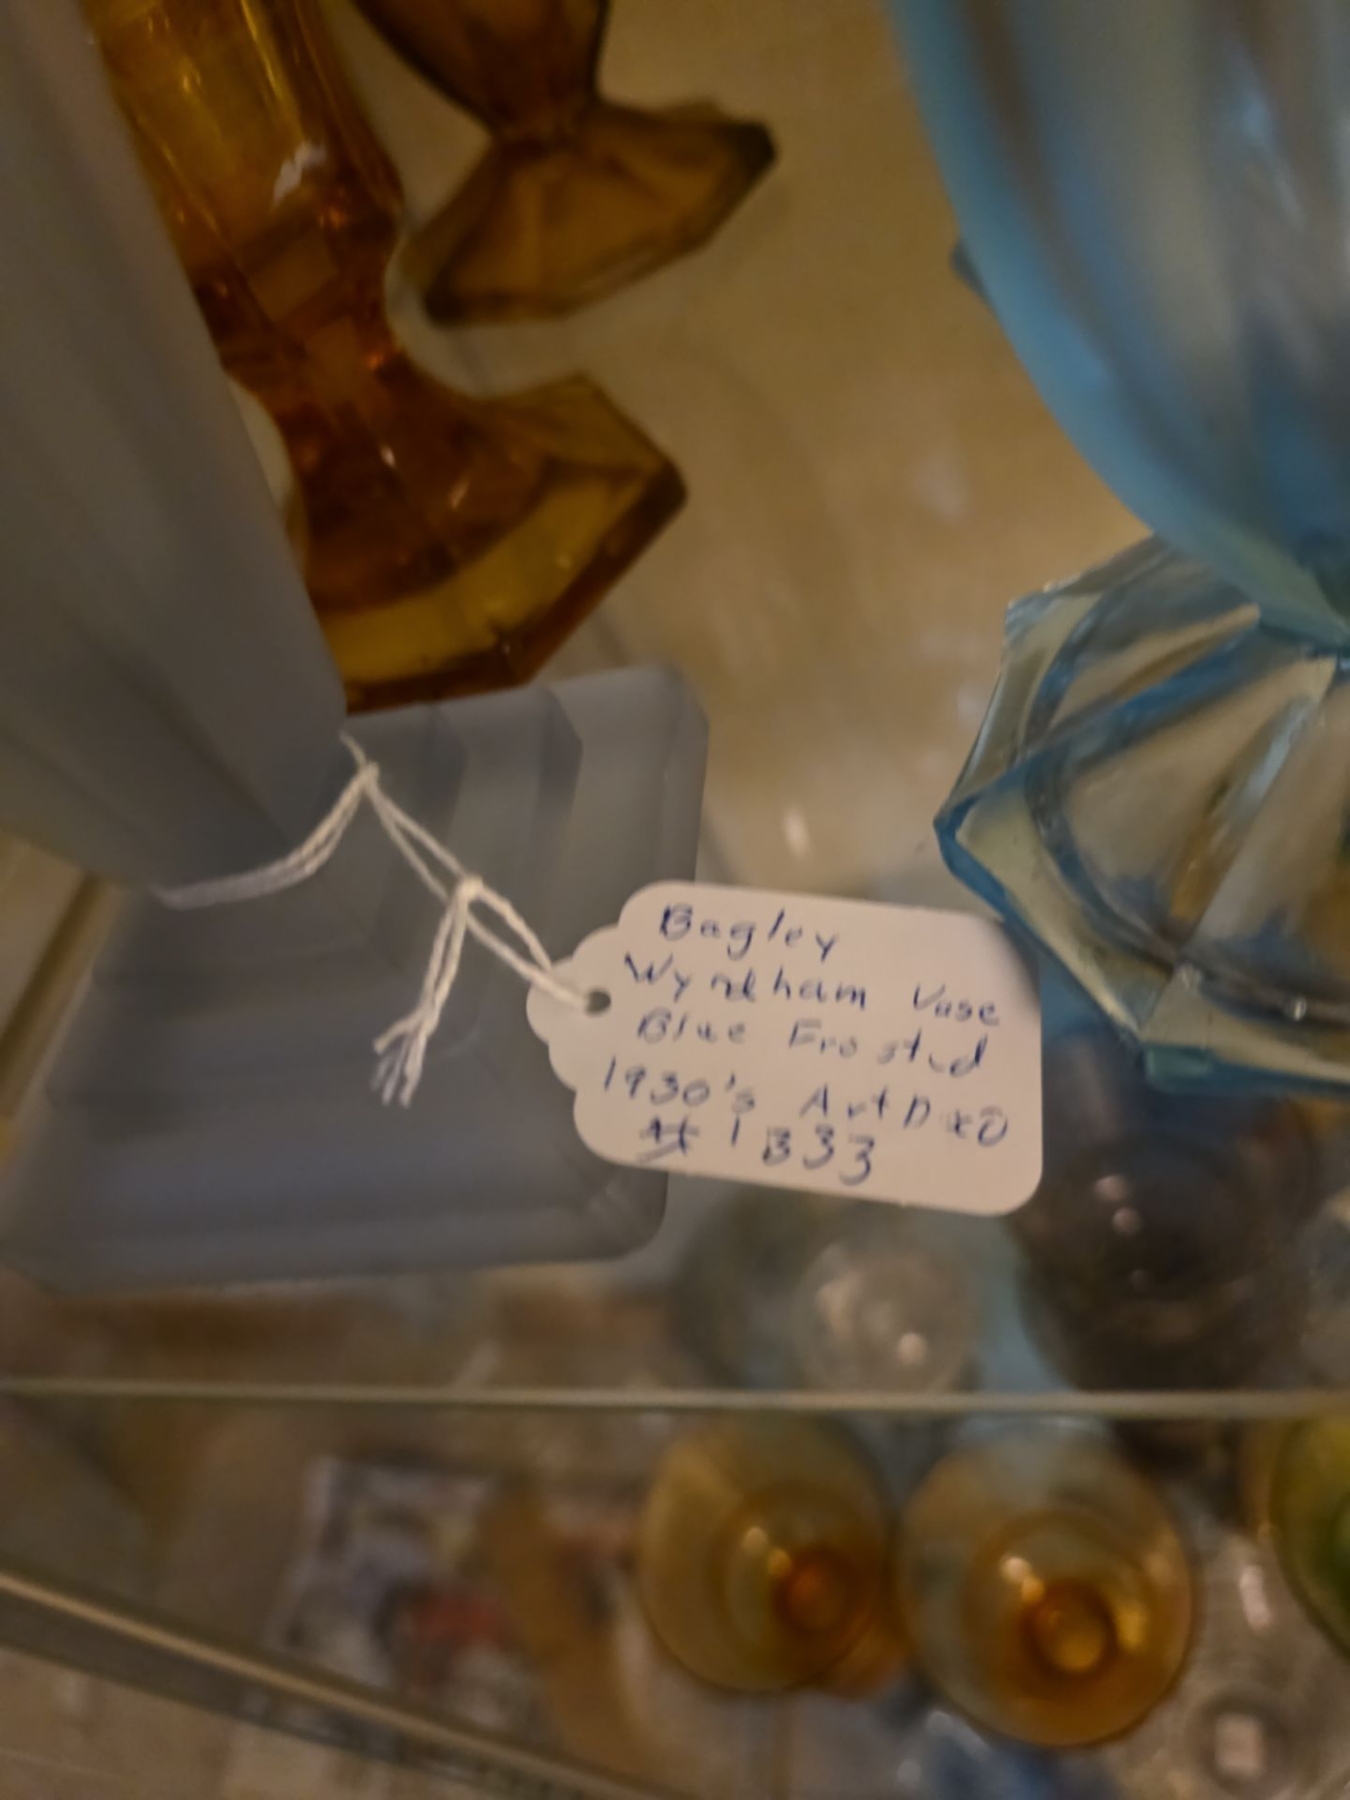 Bagley
Wyndham Vase
Blue Frosted
1930's Art Deco
# 1333